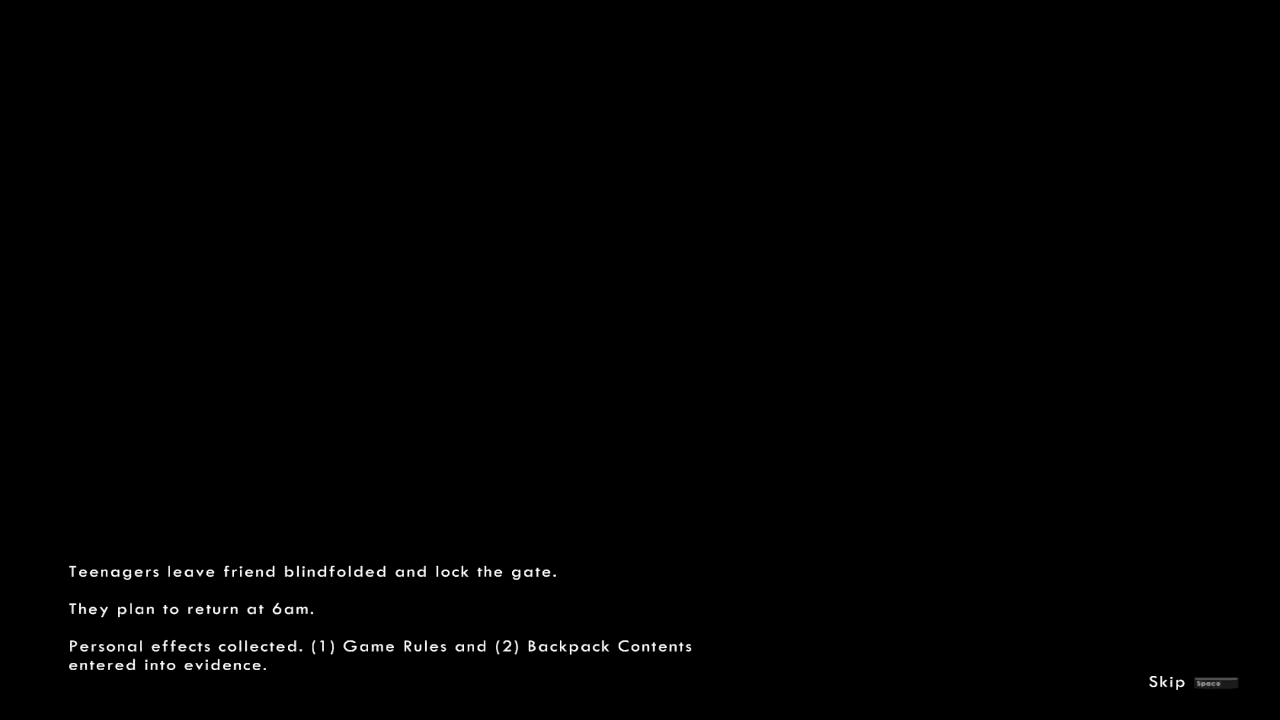 Teenagers leave friend blindfolded and lock the gate.
They plan to return at 6am.
Personal effects collected. (1) Game Rules and (2) Backpack Contents
entered into evidence.
Skip Space